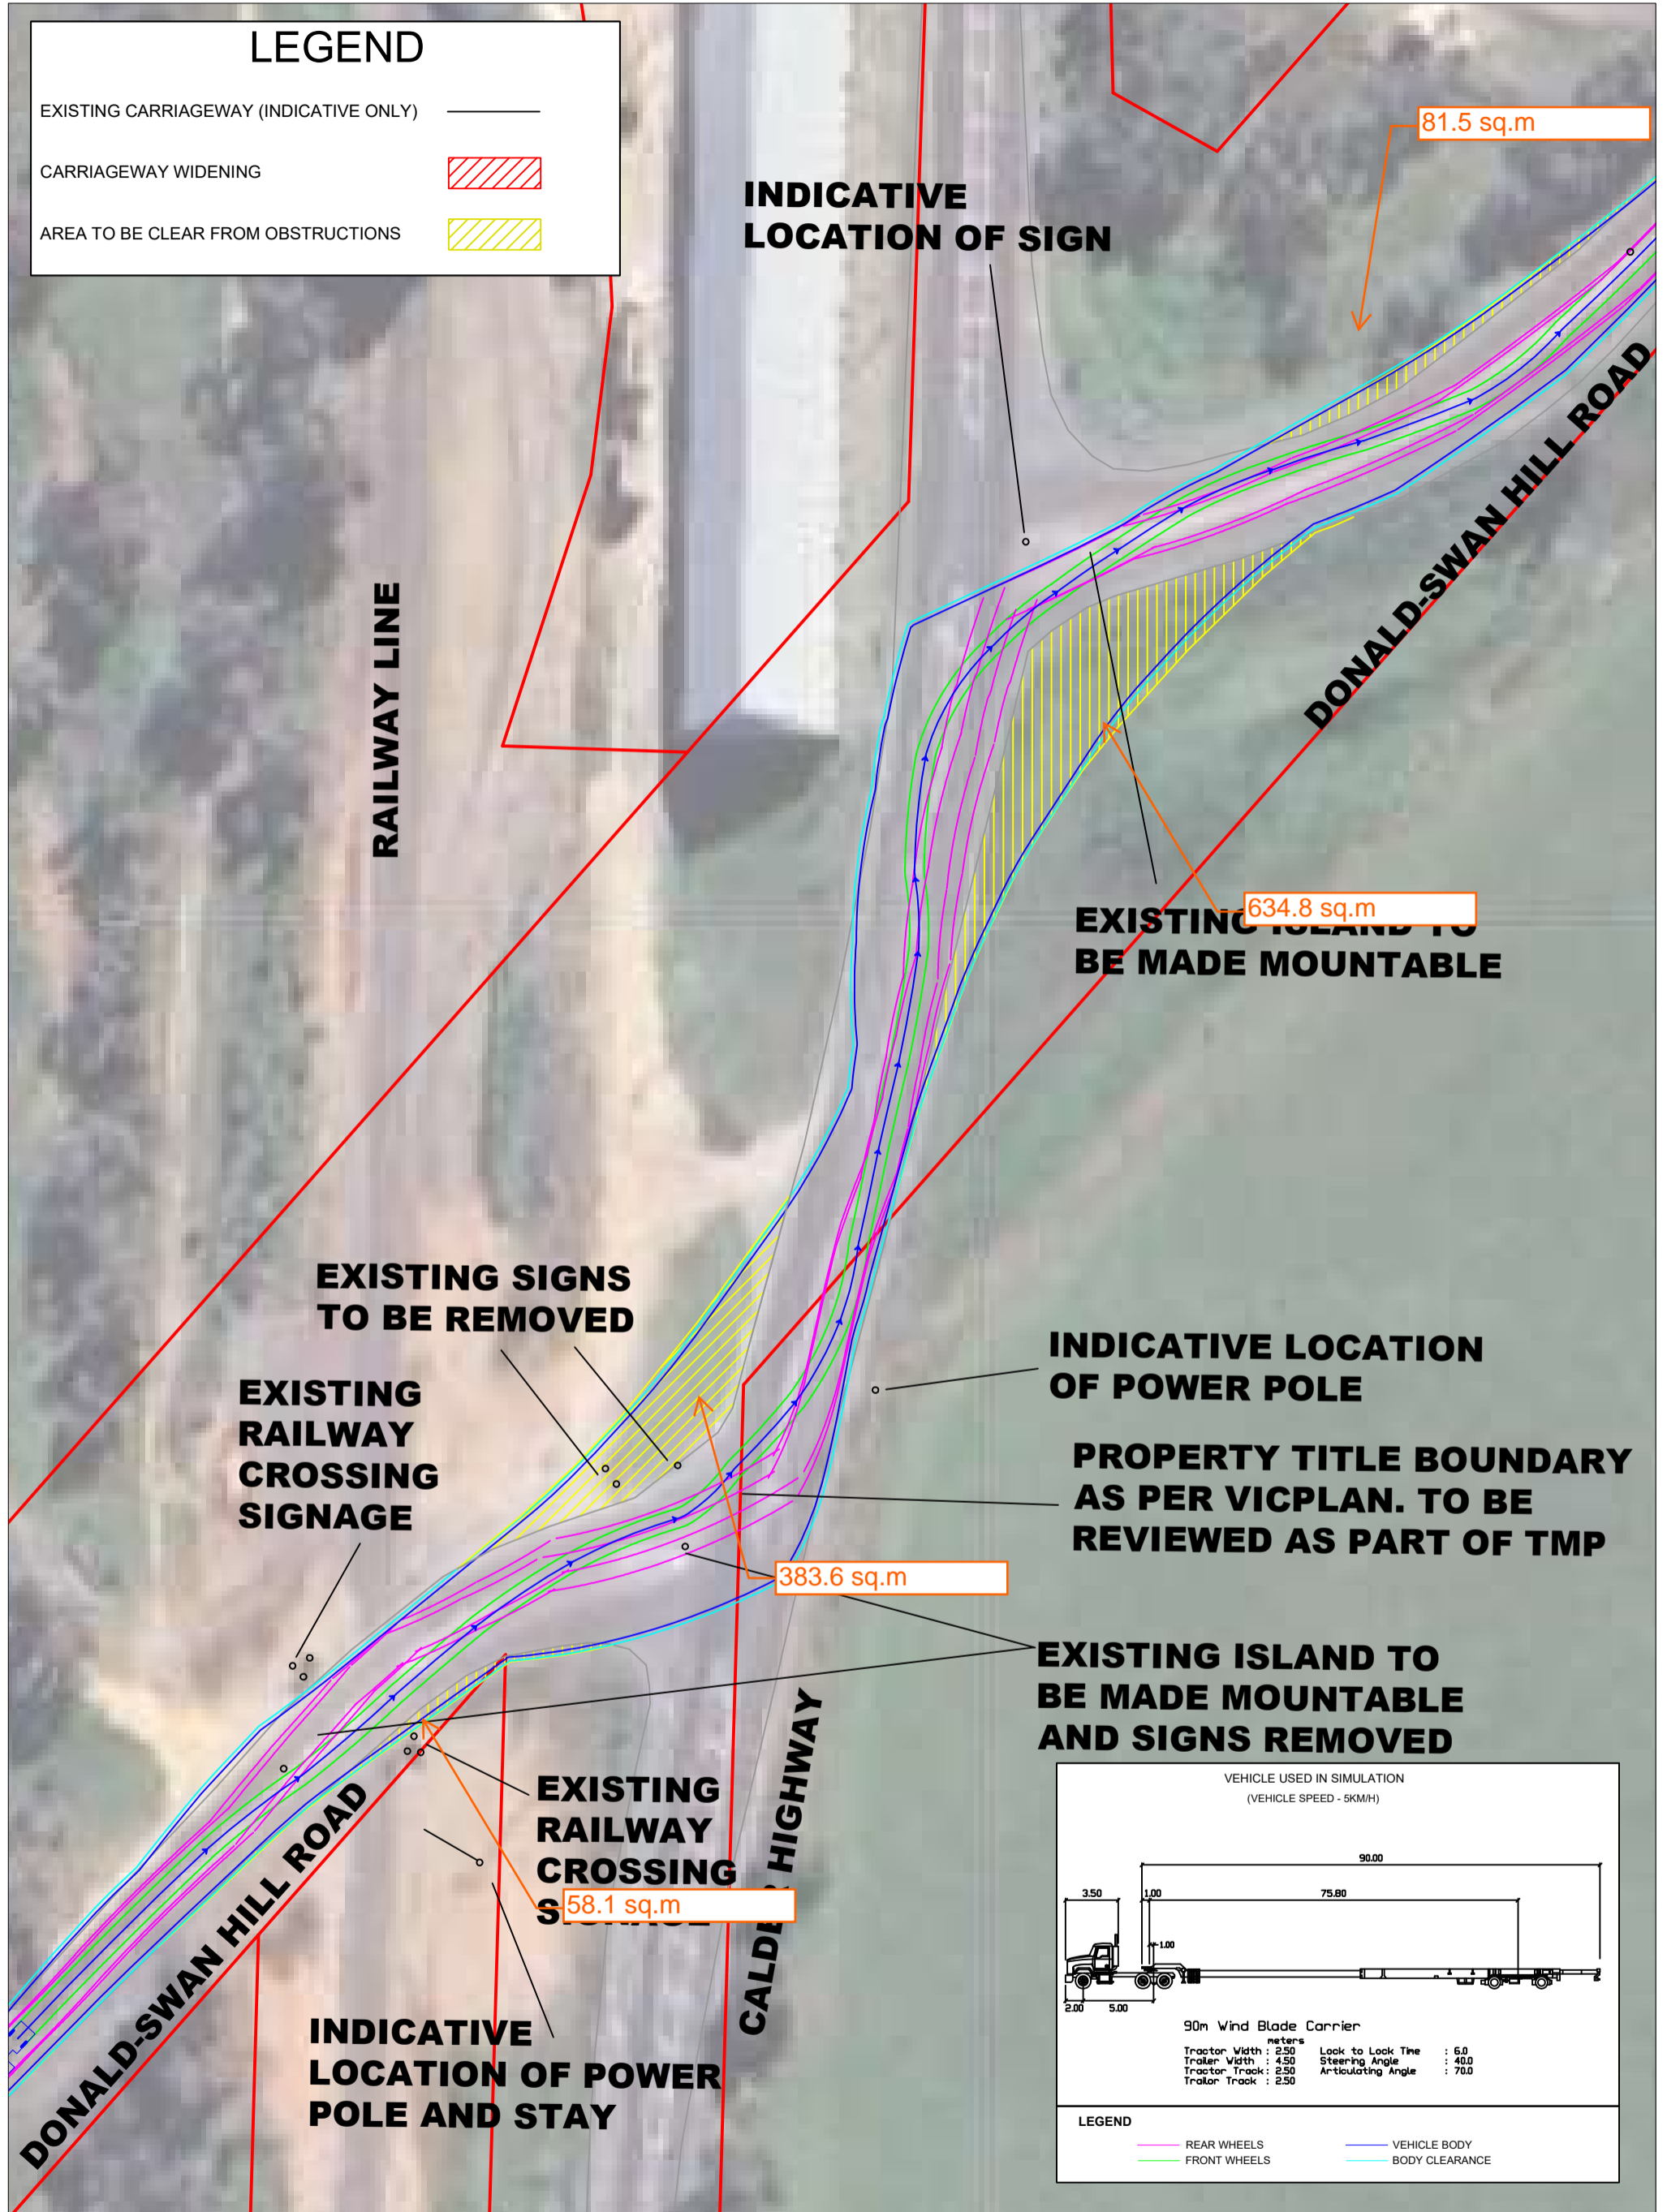 LEGEND
EXISTING CARRIAGEWAY (INDICATIVE ONLY)
CARRIAGEWAY WIDENING
AREA TO BE CLEAR FROM OBSTRUCTIONS
81.5 sq.m
INDICATIVE
LOCATION OF SIGN
DONALD-SWAN HILL ROAD
RAILWAY LINE
634.8 sq.m
EXISTING ISLAND TO
BE MADE MOUNTABLE
EXISTING SIGNS
TO BE REMOVED
INDICATIVE LOCATION
OF POWER POLE
EXISTING
RAILWAY
CROSSING
SIGNAGE
PROPERTY TITLE BOUNDARY
AS PER VICPLAN. TO BE
REVIEWED AS PART OF TMP
383.6 sq.m
EXISTING ISLAND TO
BE MADE MOUNTABLE
AND SIGNS REMOVED
EXISTING
RAILWAY
CROSSING
SIGNAGE
58.1 sq.m
CALDER HIGHWAY
DONALD-SWAN HILL ROAD
INDICATIVE
LOCATION OF POWER
POLE AND STAY
VEHICLE USED IN SIMULATION
(VEHICLE SPEED - 5KM/H)
90.00
3.50 1.00 75.80
1.00
2.00 5.00
90m Wind Blade Carrier
meters
Tractor Width : 2.50 Lock to Lock Time : 6.0
Trailer Width : 4.50 Steering Angle : 40.0
Tractor Track : 2.50 Articulating Angle : 70.0
Trailor Track : 2.50
LEGEND
REAR WHEELS VEHICLE BODY
FRONT WHEELS BODY CLEARANCE